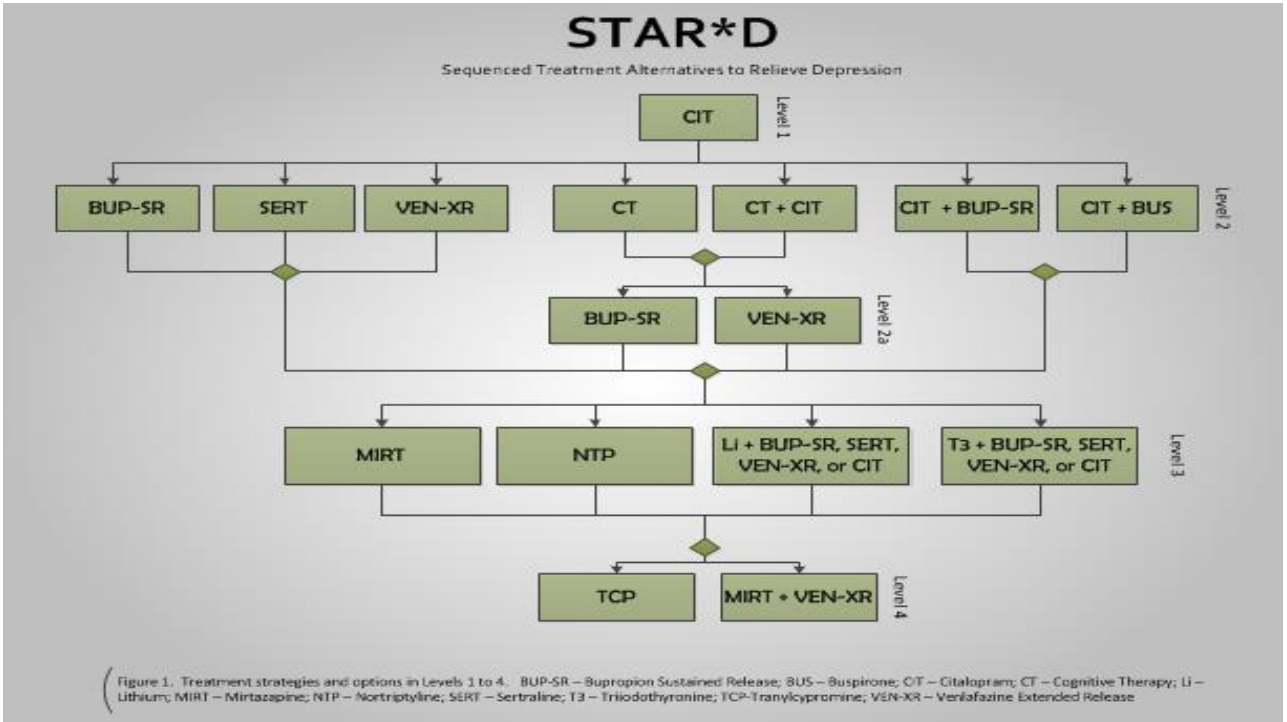 STAR*D
Sequenced Treatment Alternatives to Relieve Depression
CIT
Level 1
BUP-SR
SERT
VEN-XR
CT
CT + CIT
CIT + BUP-SR
CIT + BUS
Level 2
BUP-SR
VEN-XR
Level 2a
MIRT
NTP
Li + BUP-SR, SERT,
VEN-XR, or CIT
T3 + BUP-SR, SERT,
VEN-XR, or CIT
Level 3
TCP
MIRT + VEN-XR
Level 4
Figure 1. Treatment strategies and options in Levels 1 to 4. BUP-SR – Bupropion Sustained Release; BUS – Buspirone; CIT – Citalopram; CT – Cognitive Therapy; Li –
Lithium; MIRT – Mirtazapine; NTP – Nortriptyline; SERT – Sertraline; T3 – Triiodothyronine; TCP-Tranylcypromine; VEN-XR – Venlafazine Extended Release